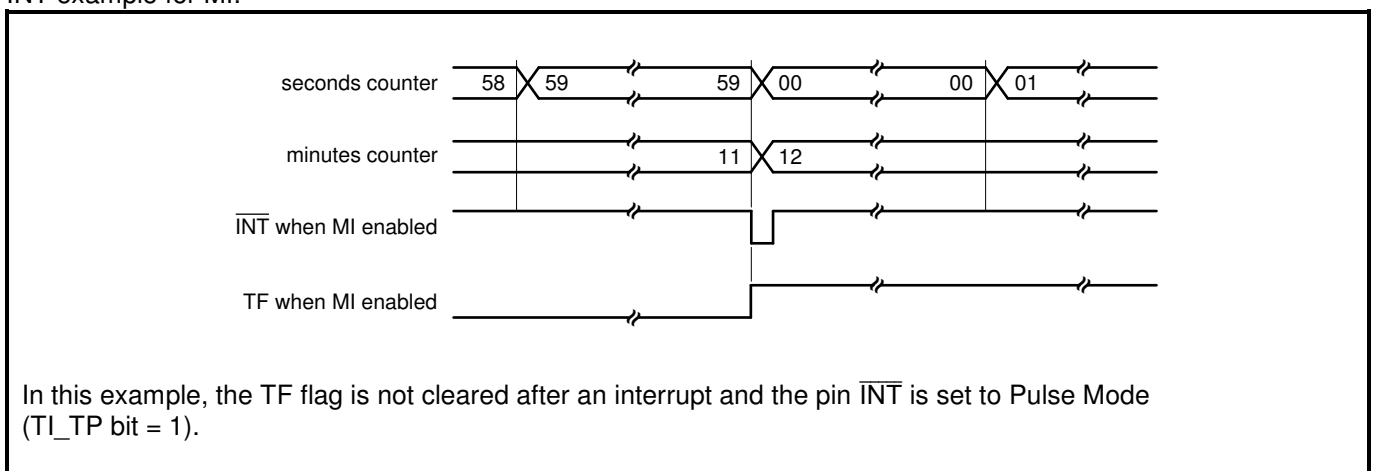 INT example for MI:
seconds counter 58 59 59 00 00 01
minutes counter 11 12
INT when MI enabled
TF when MI enabled
In this example, the TF flag is not cleared after an interrupt and the pin INT is set to Pulse Mode
(TI_TP bit = 1).